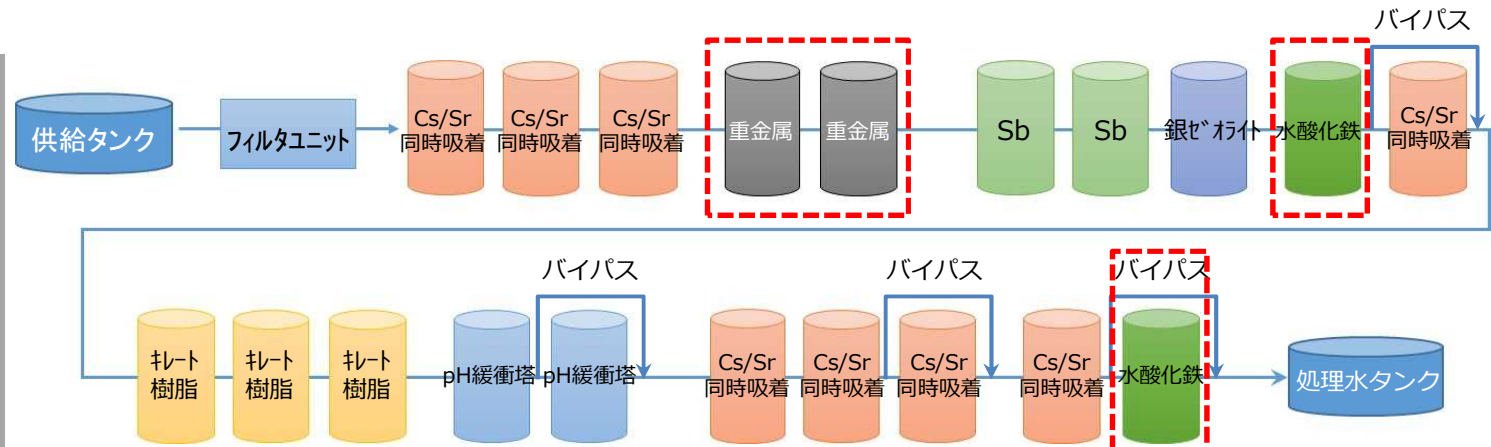 バイパス
供給タンク
フィルタユニット
Cs/Sr
同時吸着
Cs/Sr
同時吸着
Cs/Sr
同時吸着
重金属
重金属
Sb
Sb
銀ゼオライト
水酸化鉄
Cs/Sr
同時吸着
バイパス
バイパス
バイパス
キレート
樹脂
キレート
樹脂
キレート
樹脂
pH緩衝塔
pH緩衝塔
Cs/Sr
同時吸着
Cs/Sr
同時吸着
Cs/Sr
同時吸着
Cs/Sr
同時吸着
水酸化鉄
処理水タンク